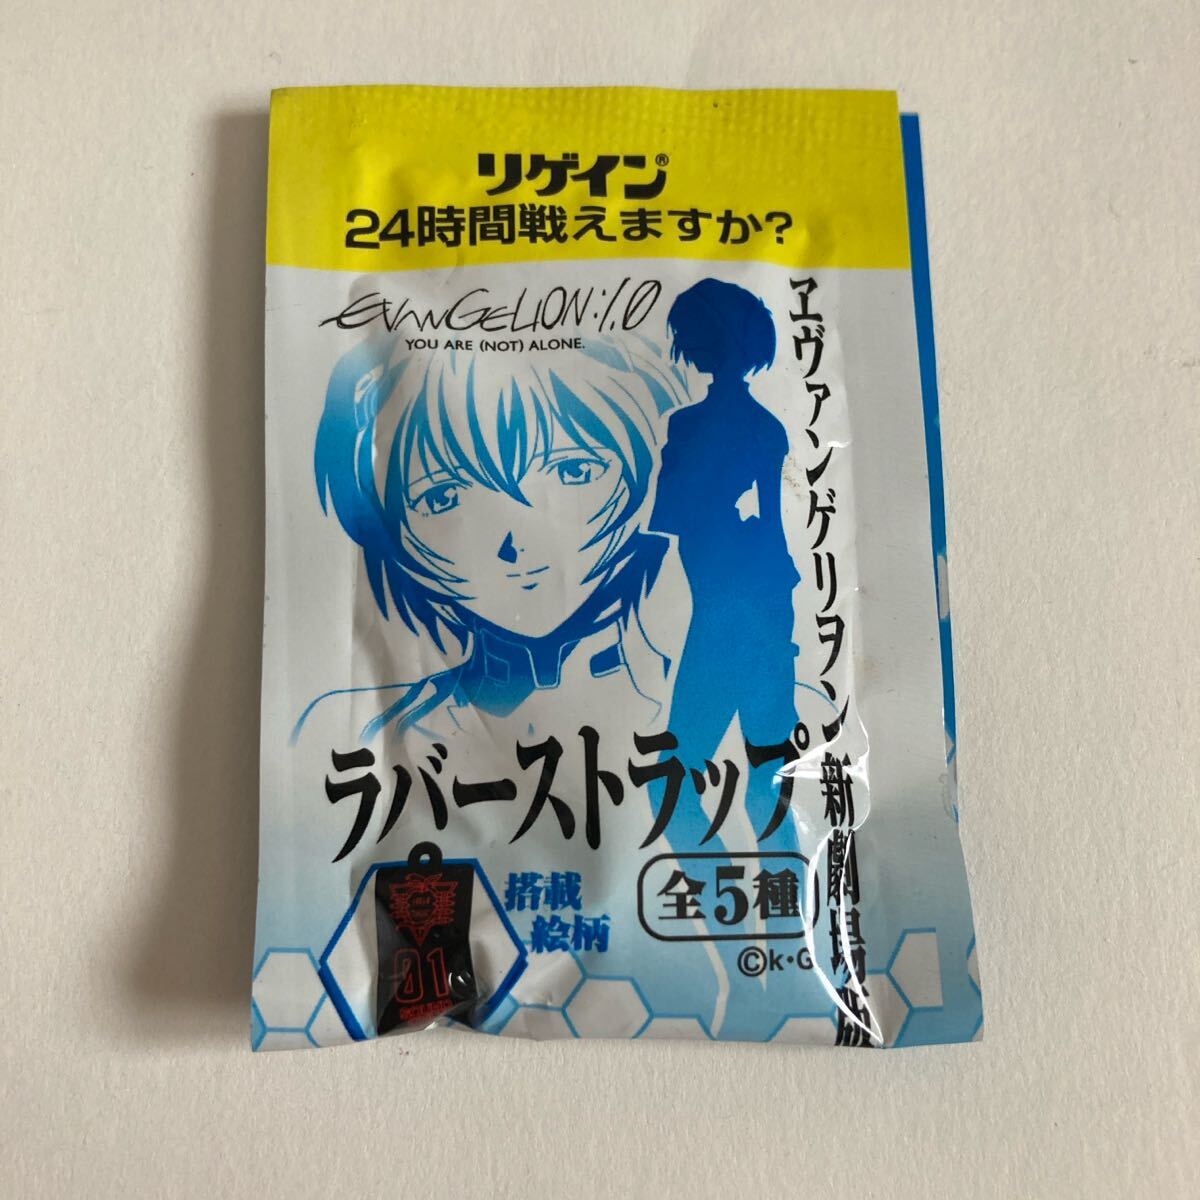 リゲイン®
24時間戦えますか?
EVANGELION:1.0
YOU ARE (NOT) ALONE.
ヱヴァンゲリヲン新劇場版
ラバーストラップ
搭載
絵柄
全5種
©k・G
01